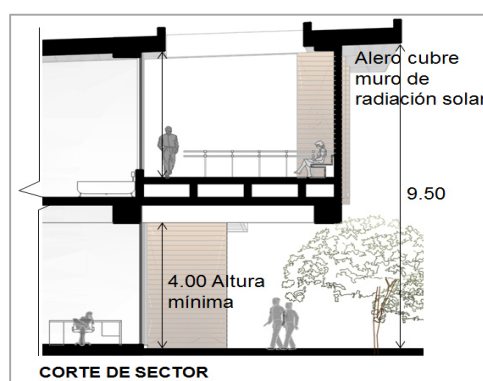 Alero cubre
muro de
radiación solar
9.50
4.00 Altura
mínima
CORTE DE SECTOR